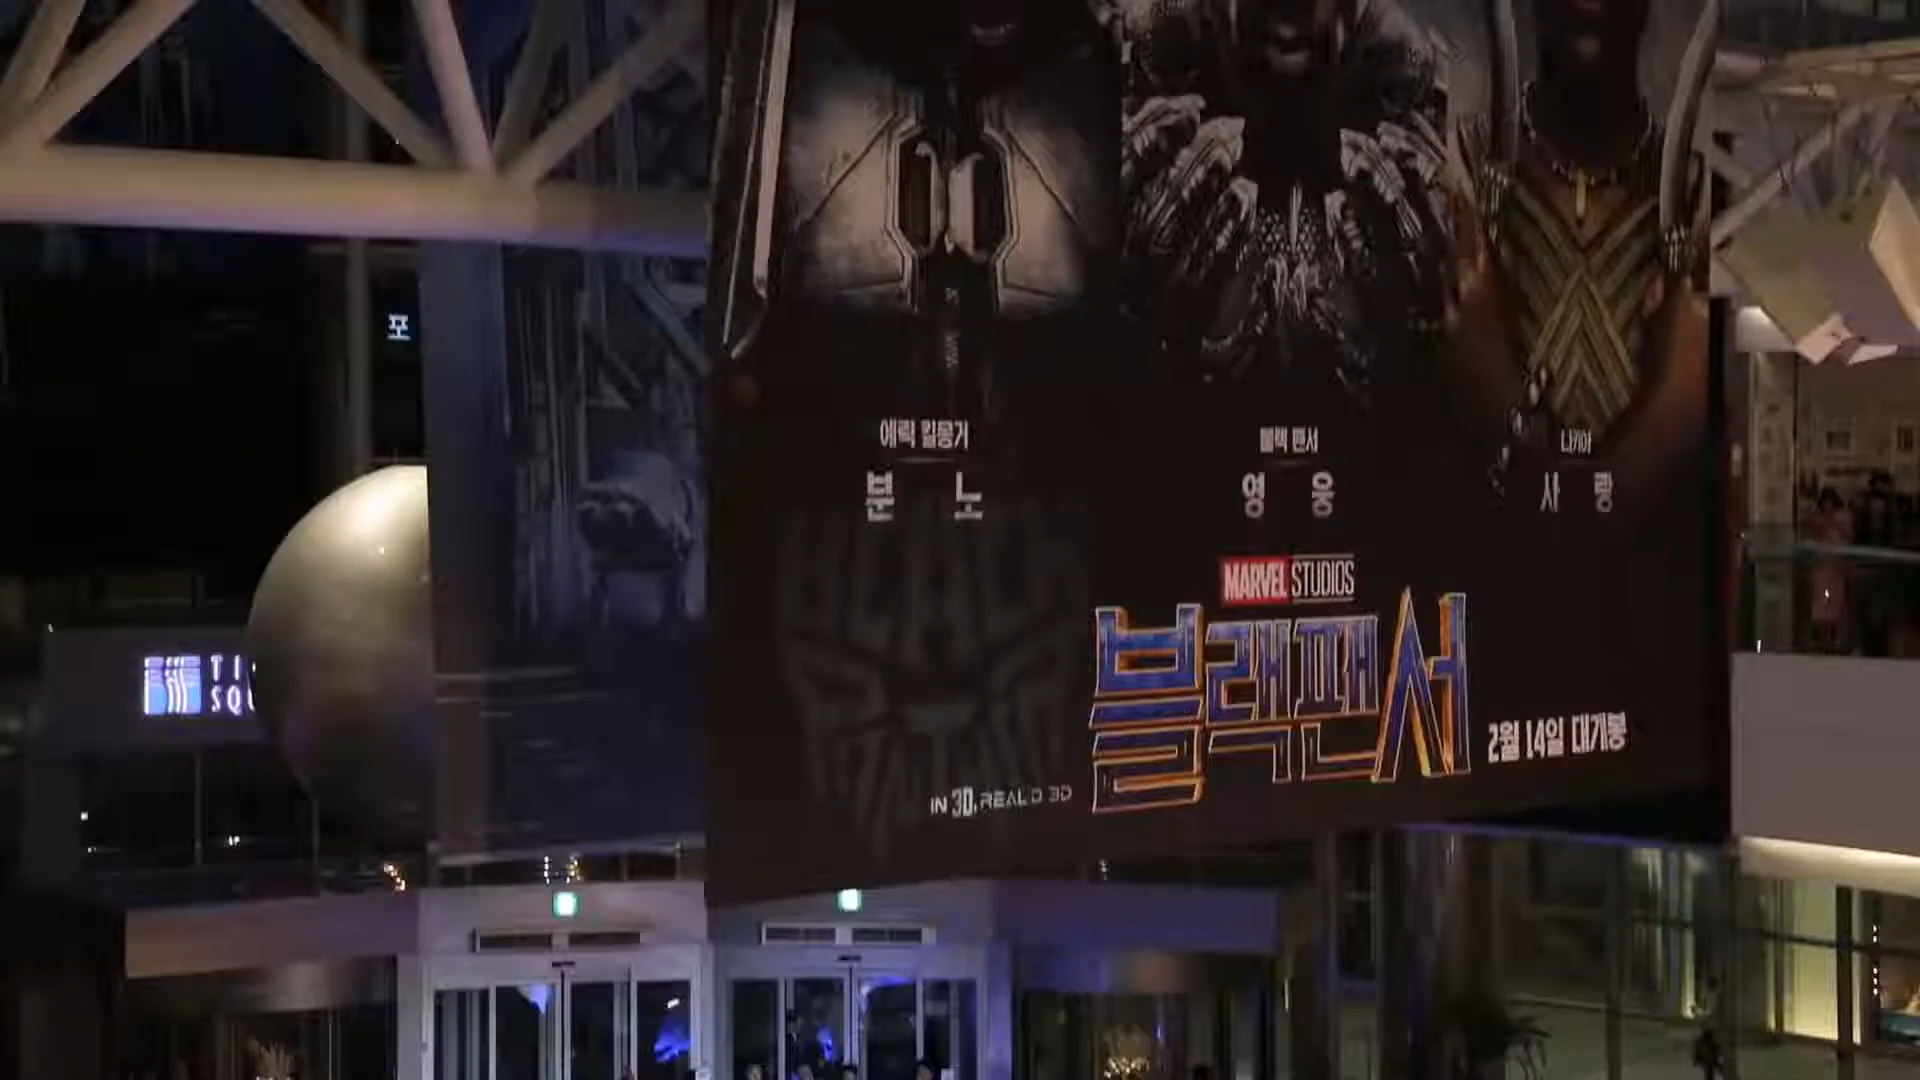 포
에릭 킬몽거
분노
블랙 팬서
영웅
나키아
사랑
MARVEL STUDIOS
블랙팬서
2월 14일 대개봉
IN 3D, REAL D 3D